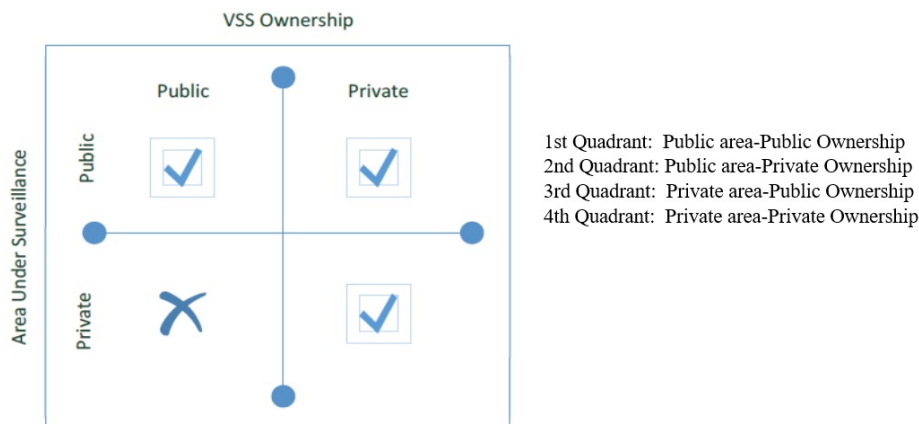 VSS Ownership
Public Private
Area Under Surveillance
Public
Private
1st Quadrant: Public area-Public Ownership
2nd Quadrant: Public area-Private Ownership
3rd Quadrant: Private area-Public Ownership
4th Quadrant: Private area-Private Ownership